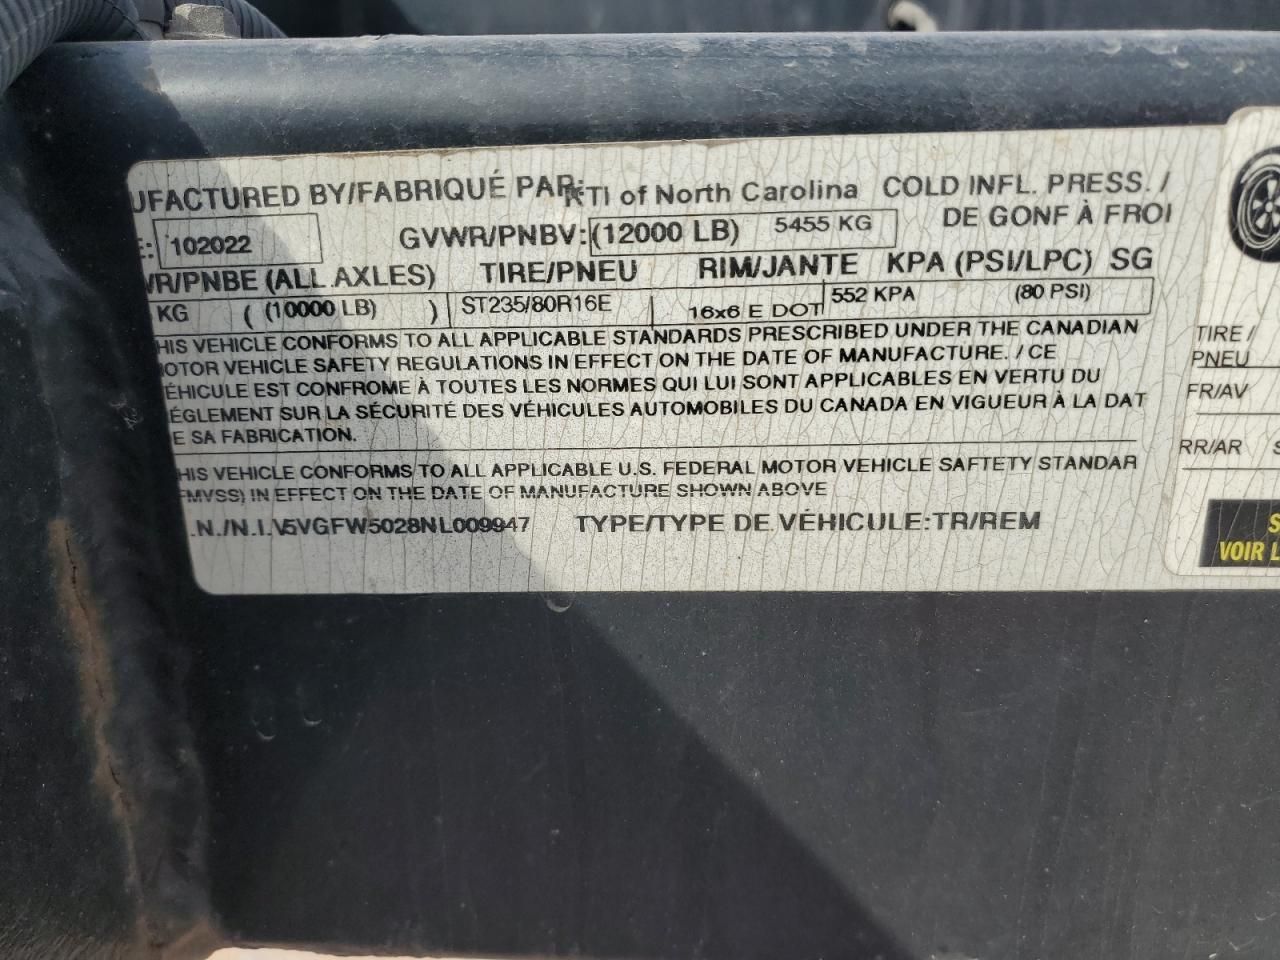 UFACTURED BY/FABRIQUÉ PAR: KTI of North Carolina
COLD INFL. PRESS. /
DE GONF À FROI
E: 102022 GVWR/PNBV: (12000 LB) 5455 KG
WR/PNBE (ALL AXLES) TIRE/PNEU RIM/JANTE KPA (PSI/LPC) SG
KG ( (10000 LB) ) ST235/80R16E 16x6 E DOT 552 KPA (80 PSI)
HIS VEHICLE CONFORMS TO ALL APPLICABLE STANDARDS PRESCRIBED UNDER THE CANADIAN
OTOR VEHICLE SAFETY REGULATIONS IN EFFECT ON THE DATE OF MANUFACTURE. / CE
ÉHICULE EST CONFROME À TOUTES LES NORMES QUI LUI SONT APPLICABLES EN VERTU DU
ÉGLEMENT SUR LA SÉCURITÉ DES VÉHICULES AUTOMOBILES DU CANADA EN VIGUEUR À LA DAT
E SA FABRICATION.
HIS VEHICLE CONFORMS TO ALL APPLICABLE U.S. FEDERAL MOTOR VEHICLE SAFTETY STANDAR
FMVSS) IN EFFECT ON THE DATE OF MANUFACTURE SHOWN ABOVE
.N./N.I.V 5VGFW5028NL009947 TYPE/TYPE DE VÉHICULE: TR/REM
TIRE /
PNEU
FR/AV
RR/AR S
S
VOIR L